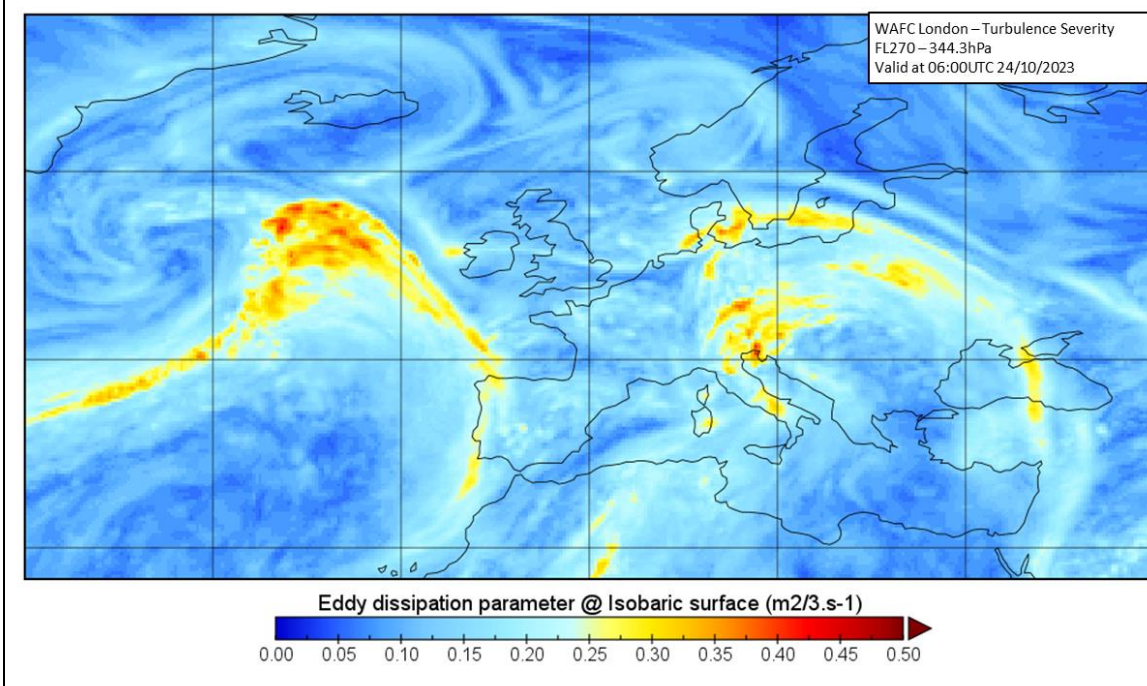 WAFC London – Turbulence Severity
FL270 – 344.3hPa
Valid at 06:00UTC 24/10/2023
Eddy dissipation parameter @ Isobaric surface (m2/3.s-1)
0.00 0.05 0.10 0.15 0.20 0.25 0.30 0.35 0.40 0.45 0.50